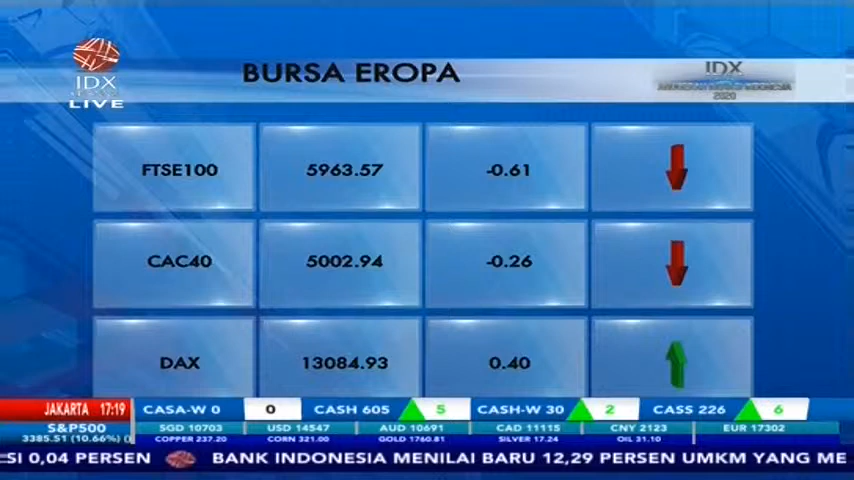 IDX
LIVE
BURSA EROPA
IDX
2020
FTSE100 5963.57 -0.61
CAC40 5002.94 -0.26
DAX 13084.93 0.40
JAKARTA 17:19 CASA-W 0 0 CASH 605 5 CASH-W 30 2 CASS 226 6
S&P500 SGD 10703 USD 14547 AUD 10691 CAD 11115 CNY 2123 EUR 17302
3385.51 (10.66%) () COPPER 237.20 CORN 321.00 GOLD 1760.81 SILVER 17.24 OIL 31.10
SI 0,04 PERSEN BANK INDONESIA MENILAI BARU 12,29 PERSEN UMKM YANG ME